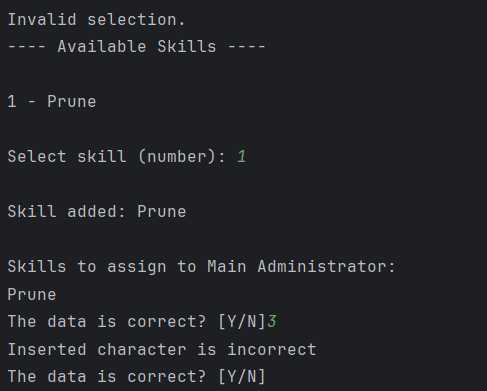 Invalid selection.
---- Available Skills ----
1 - Prune
Select skill (number): 1
Skill added: Prune
Skills to assign to Main Administrator:
Prune
The data is correct? [Y/N]3
Inserted character is incorrect
The data is correct? [Y/N]